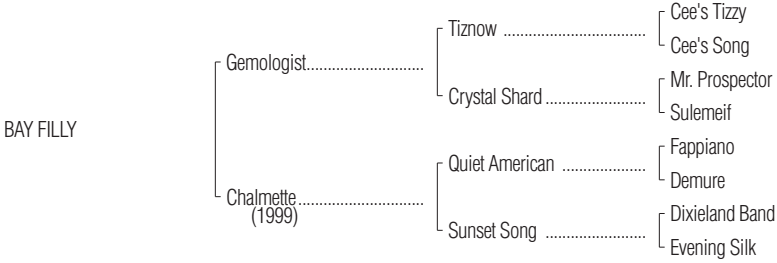 Cee's Tizzy
Tiznow ................................
Cee's Song
Gemologist...........................
Mr. Prospector
Crystal Shard .......................
Sulemeif
BAY FILLY
Fappiano
Quiet American ...................
Demure
Chalmette.............................
(1999)
Dixieland Band
Sunset Song .......................
Evening Silk